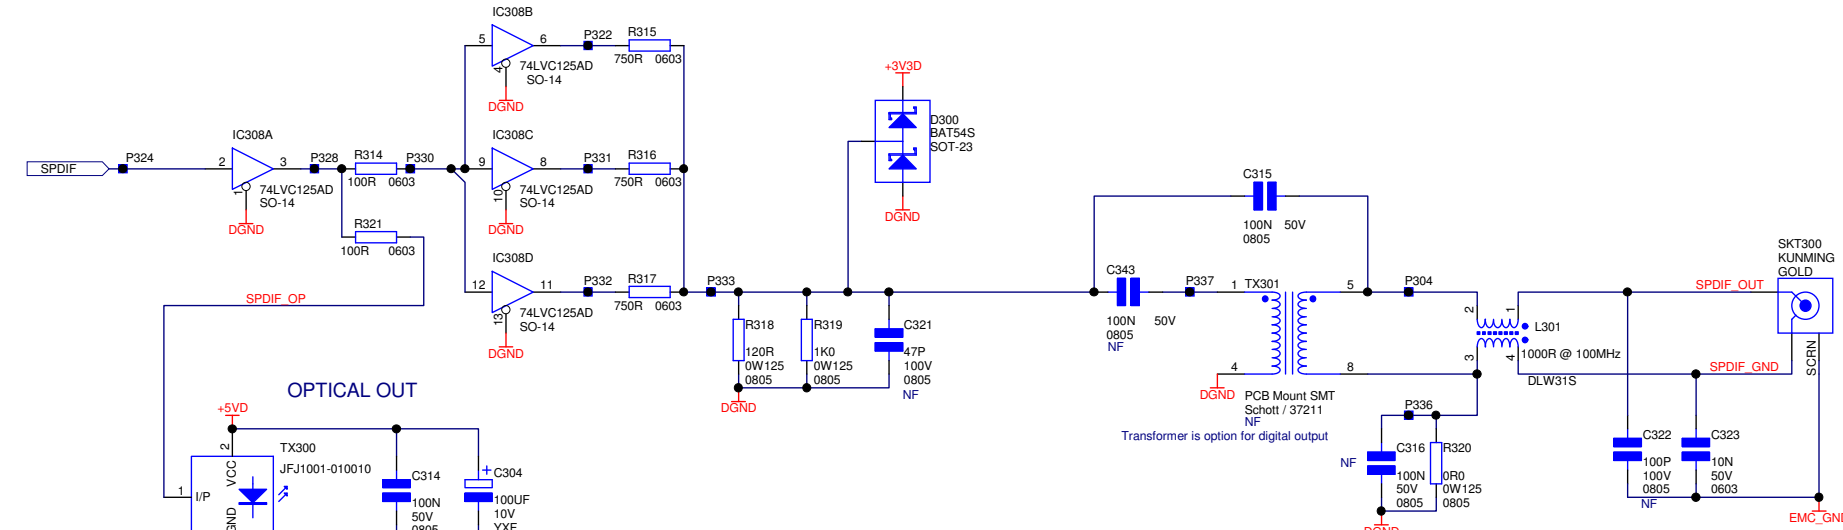 IC308B
5
6
P322
R315
750R 0603
4
74LVC125AD
SO-14
DGND
+3V3D
D300
BAT54S
SOT-23
DGND
SPDIF
P324
IC308A
2
3
1
74LVC125AD
SO-14
DGND
P328
R314
100R 0603
P330
R321
100R 0603
SPDIF_OP
IC308C
9
8
P331
R316
750R 0603
10
74LVC125AD
SO-14
DGND
IC308D
12
11
P332
R317
750R 0603
13
74LVC125AD
SO-14
DGND
P333
R318
120R
0W125
0805
R319
1K0
0W125
0805
C321
47P
100V
0805
NF
DGND
C315
100N 50V
0805
C343
100N 50V
0805
NF
P337
1
TX301
5
4
8
DGND
PCB Mount SMT
Schott / 37211
NF
Transformer is option for digital output
P304
2
1
3
4
L301
1000R @ 100MHz
DLW31S
P336
C316
NF
100N
50V
0805
R320
0R0
0W125
0805
SPDIF_OUT
SPDIF_GND
SKT300
KUNMING
GOLD
SCRN
C322
100P
100V
0805
NF
C323
10N
50V
0603
EMC_GN
OPTICAL OUT
+5VD
2
TX300
JFJ1001-010010
VCC
1
I/P
GND
C314
100N
50V
0805
C304
+
100UF
10V
YXF
DGND